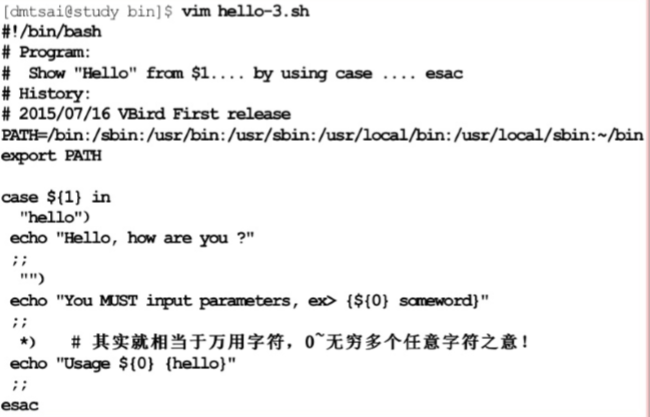 [dmtsai@study bin]$ vim hello-3.sh
#!/bin/bash
# Program:
#  Show "Hello" from $1.... by using case .... esac
# History:
# 2015/07/16 VBird First release
PATH=/bin:/sbin:/usr/bin:/usr/sbin:/usr/local/bin:/usr/local/sbin:~/bin
export PATH

case ${1} in
  "hello")
 echo "Hello, how are you ?"
 ;;
  "")
 echo "You MUST input parameters, ex> {${0} someword}"
 ;;
  *)   # 其实就相当于万用字符，0~无穷多个任意字符之意！
 echo "Usage ${0} {hello}"
 ;;
esac